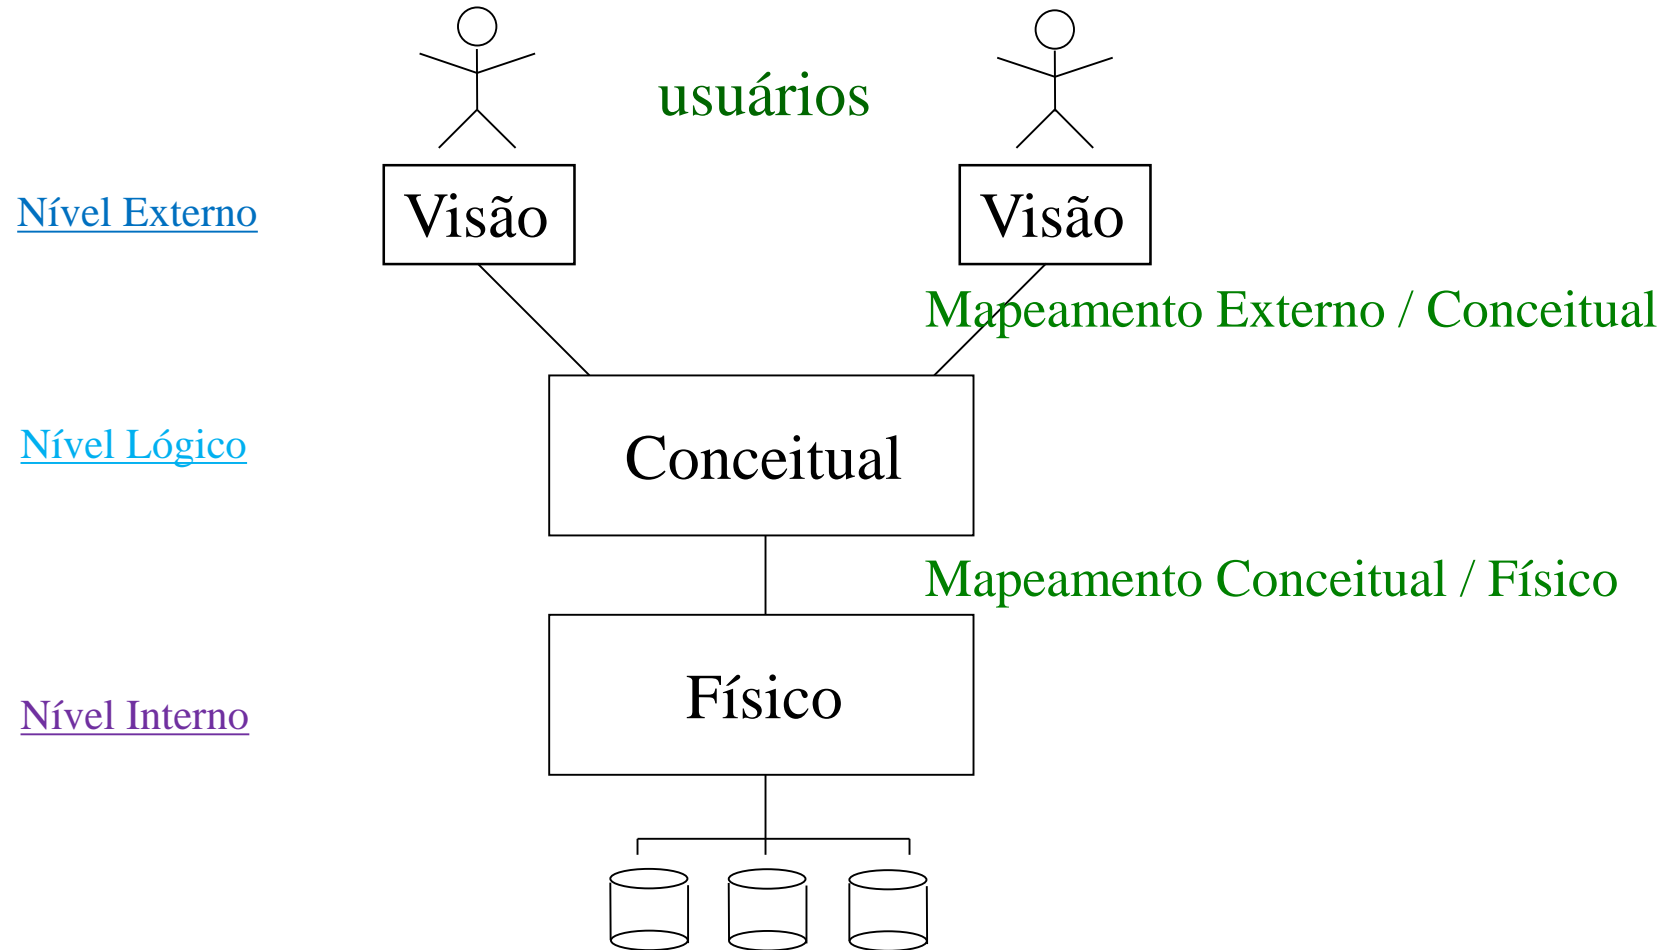 usuários
Nível Externo
Visão
Visão
Mapeamento Externo / Conceitual
Nível Lógico
Conceitual
Mapeamento Conceitual / Físico
Nível Interno
Físico